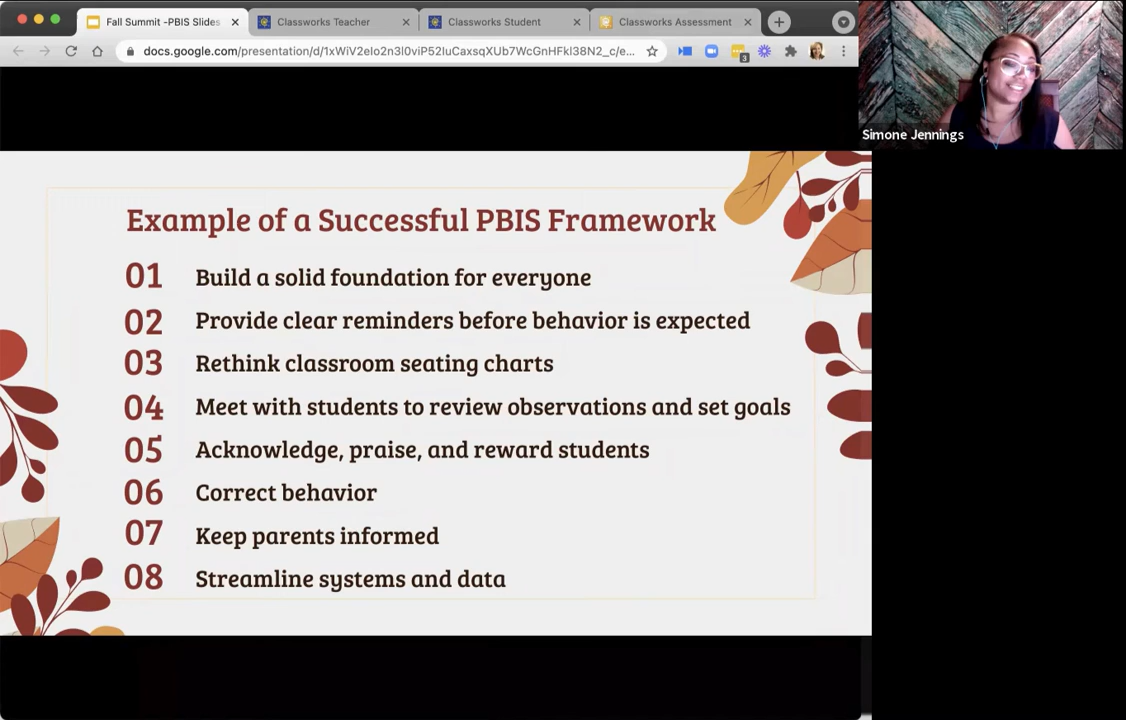 Fall Summit -PBIS Slides
Classworks Teacher
Classworks Student
Classworks Assessment
docs.google.com/presentation/d/1xWiV2eIo2n3l0viP52IuCaxsqXUb7WcGnHFkl38N2_c/e...
3
Simone Jennings
Example of a Successful PBIS Framework
01 Build a solid foundation for everyone
02 Provide clear reminders before behavior is expected
03 Rethink classroom seating charts
04 Meet with students to review observations and set goals
05 Acknowledge, praise, and reward students
06 Correct behavior
07 Keep parents informed
08 Streamline systems and data